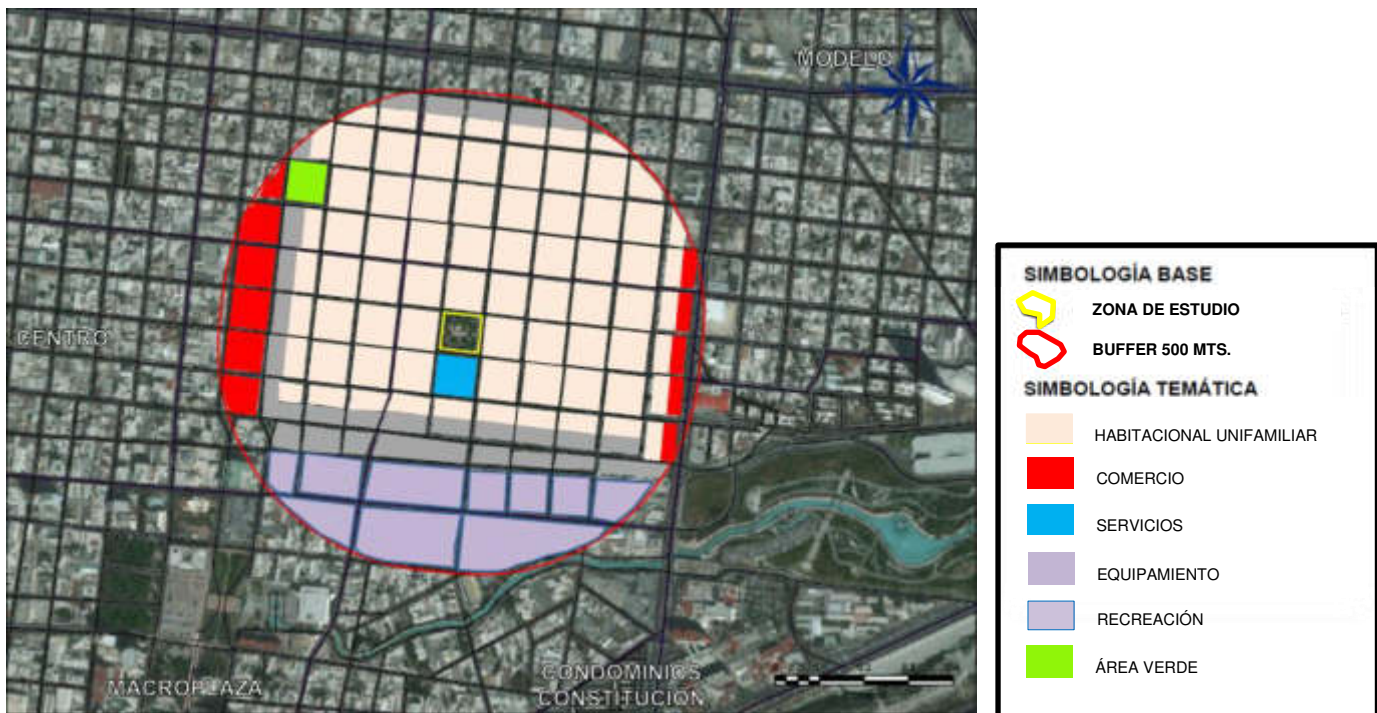 MODELO
CENTRO
MACROPLAZA
CONDOMINIOS
CONSTITUCIÓN
SIMBOLOGÍA BASE
ZONA DE ESTUDIO
BUFFER 500 MTS.
SIMBOLOGÍA TEMÁTICA
HABITACIONAL UNIFAMILIAR
COMERCIO
SERVICIOS
EQUIPAMIENTO
RECREACIÓN
ÁREA VERDE